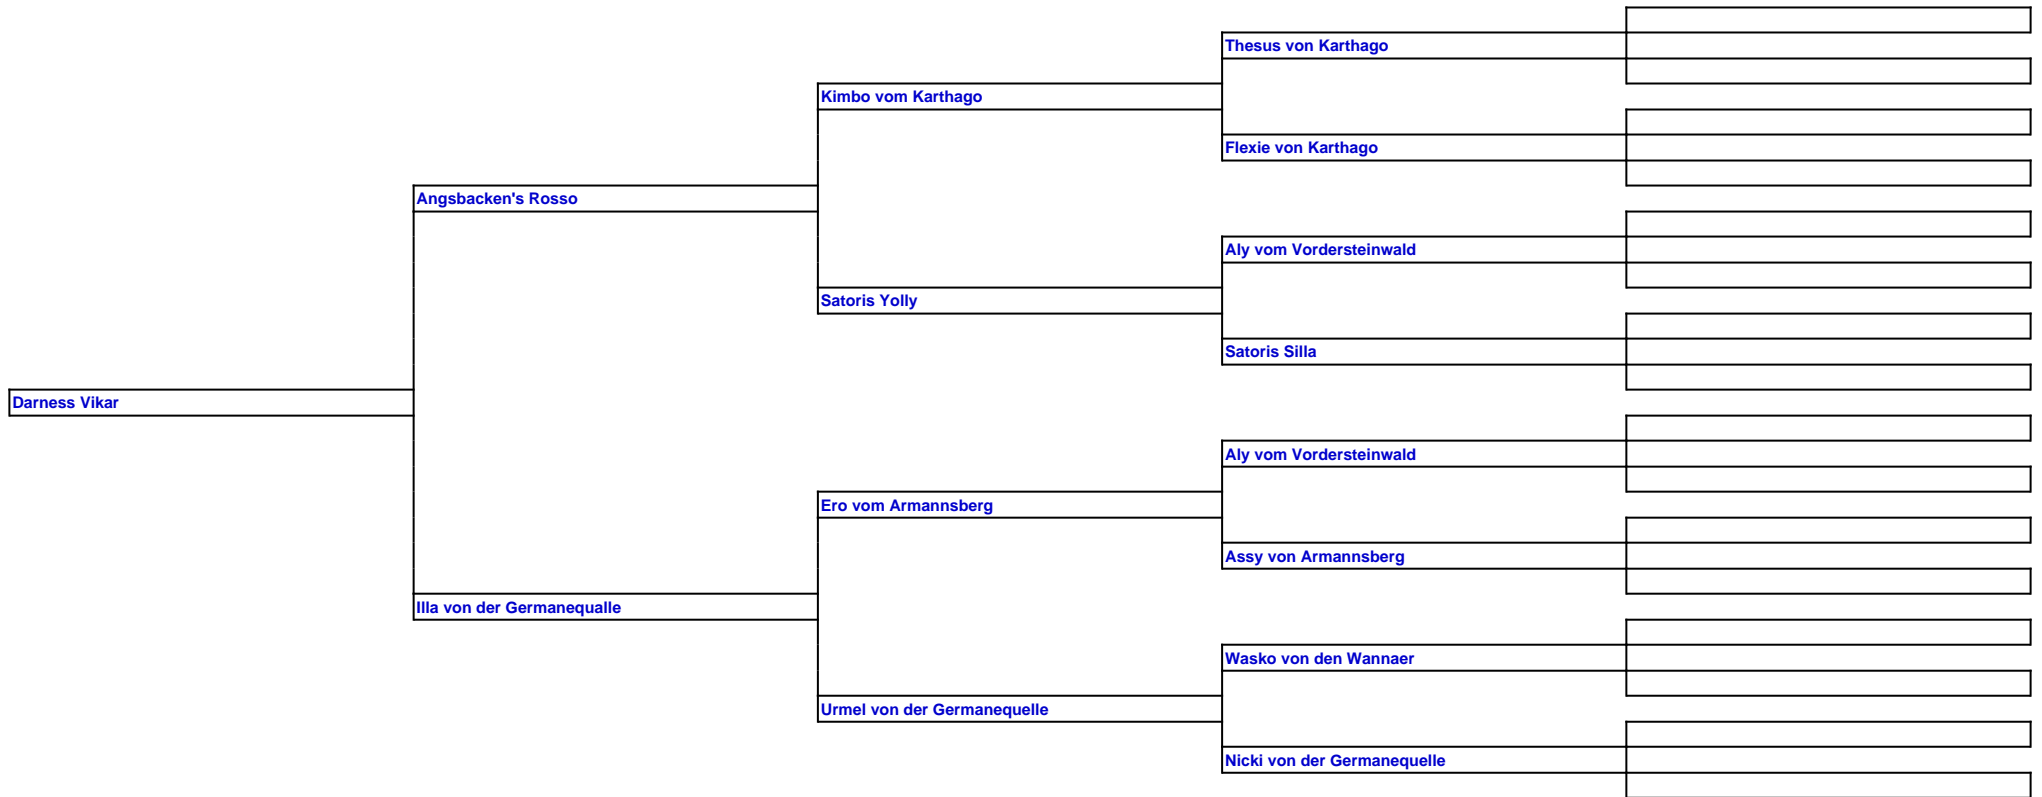 Thesus von Karthago
Kimbo vom Karthago
Flexie von Karthago
Angsbacken's Rosso
Aly vom Vordersteinwald
Satoris Yolly
Satoris Silla
Darness Vikar
Aly vom Vordersteinwald
Ero vom Armannsberg
Assy von Armannsberg
Illa von der Germanequalle
Wasko von den Wannaer
Urmel von der Germanequelle
Nicki von der Germanequelle